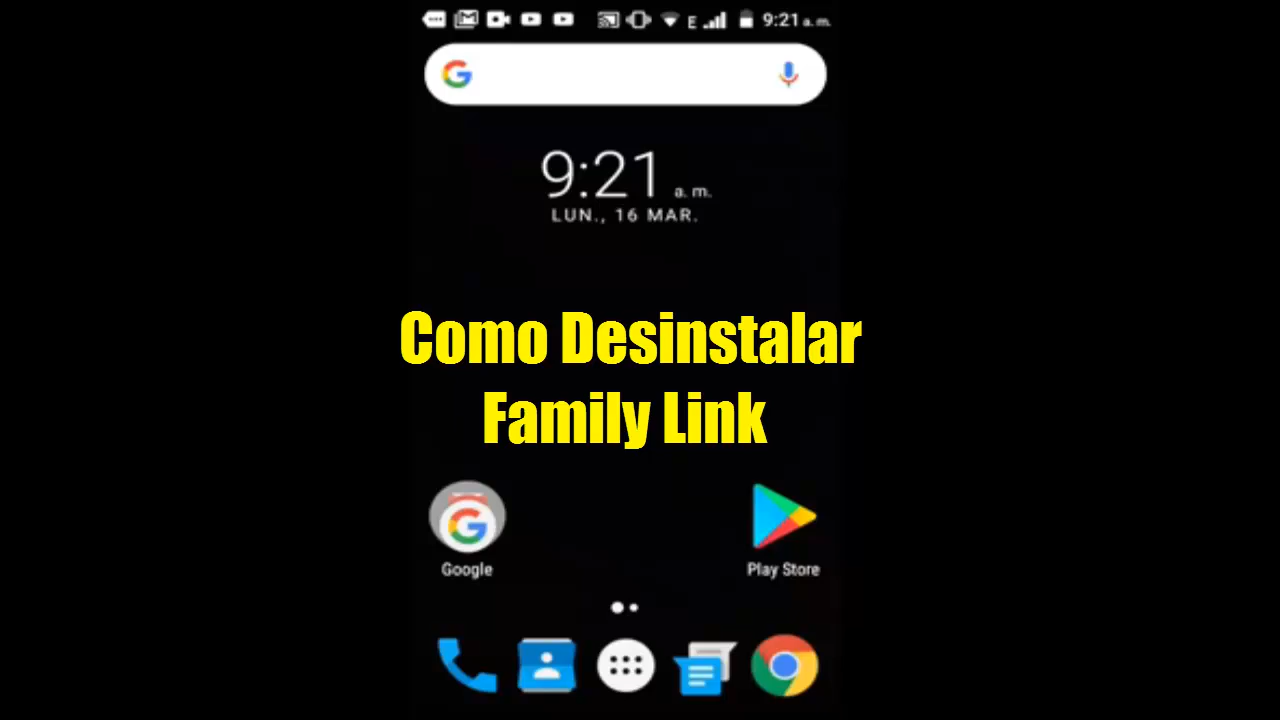 E 9:21 a. m.
9:21 a. m.
LUN., 16 MAR.
Como Desinstalar
Family Link
Google
Play Store